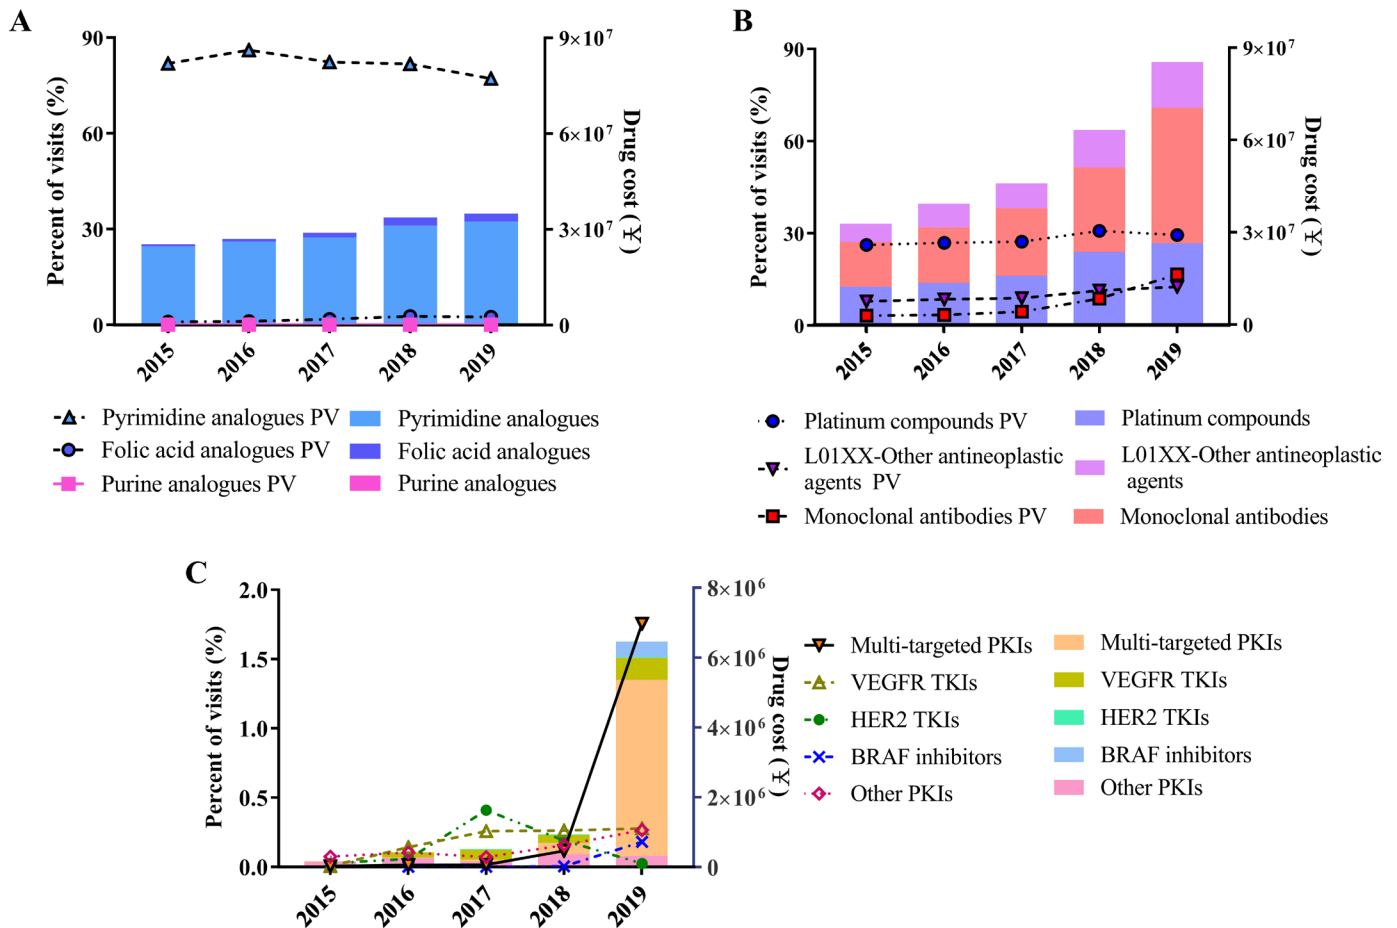 A
90
60
30
0
Percent of visits (%)
9×10⁷
6×10⁷
3×10⁷
0
Drug cost (¥)
2015
2016
2017
2018
2019
Pyrimidine analogues PV
Folic acid analogues PV
Purine analogues PV
Pyrimidine analogues
Folic acid analogues
Purine analogues
B
90
60
30
0
Percent of visits (%)
9×10⁷
6×10⁷
3×10⁷
0
Drug cost (¥)
2015
2016
2017
2018
2019
Platinum compounds PV
L01XX-Other antineoplastic
agents PV
Monoclonal antibodies PV
Platinum compounds
L01XX-Other antineoplastic
agents
Monoclonal antibodies
C
2.0
1.5
1.0
0.5
0.0
Percent of visits (%)
8×10⁶
6×10⁶
4×10⁶
2×10⁶
0
Drug cost (¥)
2015
2016
2017
2018
2019
Multi-targeted PKIs
VEGFR TKIs
HER2 TKIs
BRAF inhibitors
Other PKIs
Multi-targeted PKIs
VEGFR TKIs
HER2 TKIs
BRAF inhibitors
Other PKIs